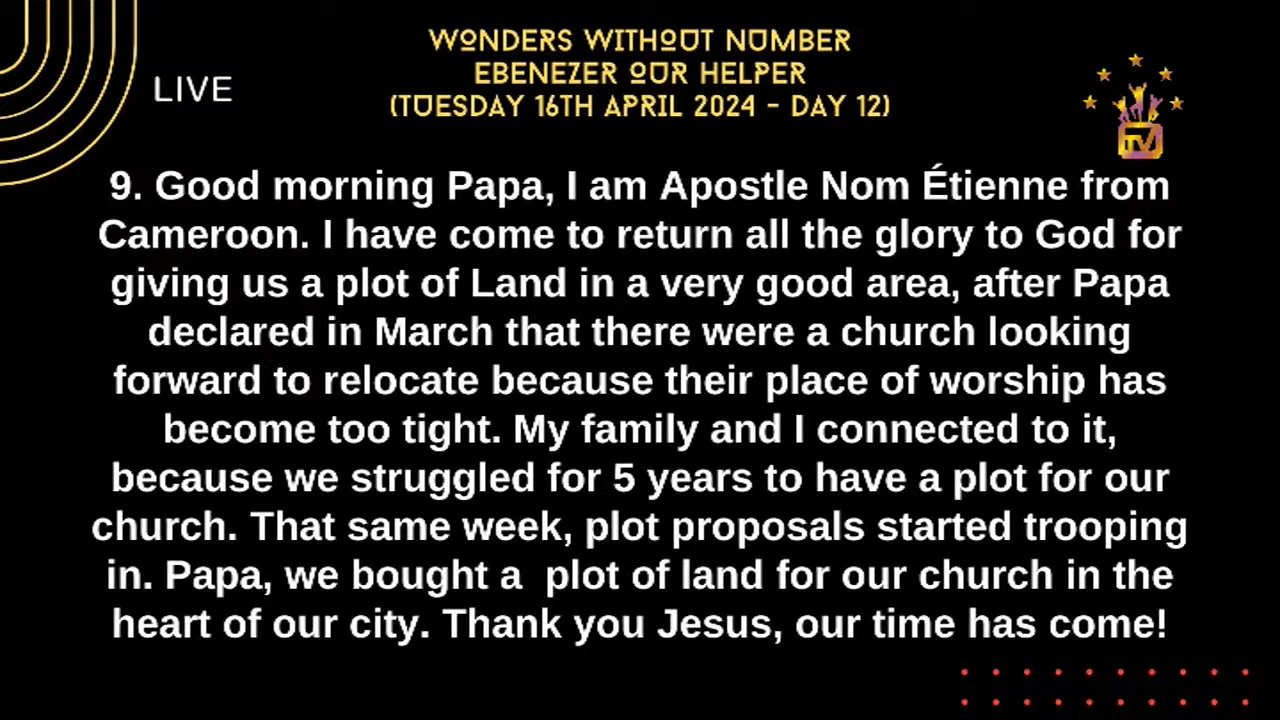 WONDERS WITHOUT NUMBER
EBENEZER OUR HELPER
(TUESDAY 16TH APRIL 2024 - DAY 12)
LIVE
TV
9. Good morning Papa, I am Apostle Nom Étienne from
Cameroon. I have come to return all the glory to God for
giving us a plot of Land in a very good area, after Papa
declared in March that there were a church looking
forward to relocate because their place of worship has
become too tight. My family and I connected to it,
because we struggled for 5 years to have a plot for our
church. That same week, plot proposals started trooping
in. Papa, we bought a  plot of land for our church in the
heart of our city. Thank you Jesus, our time has come!